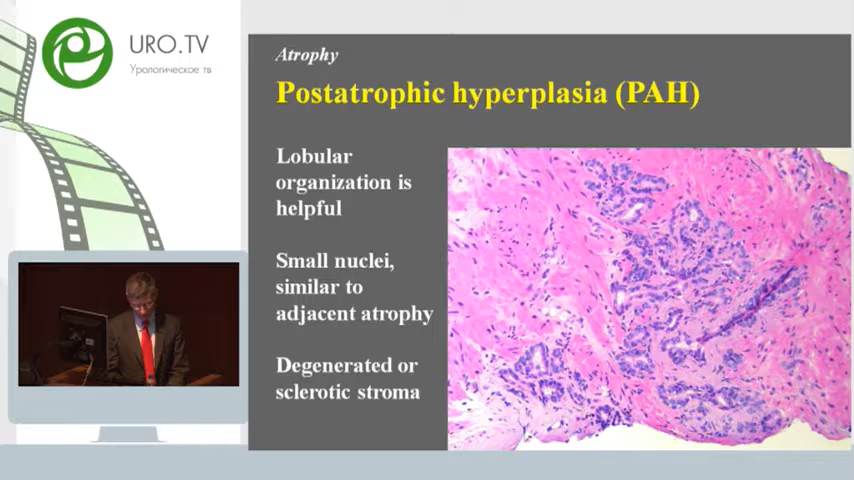 URO.TV
Урологическое тв
Atrophy
Postatrophic hyperplasia (PAH)
Lobular
organization is
helpful
Small nuclei,
similar to
adjacent atrophy
Degenerated or
sclerotic stroma